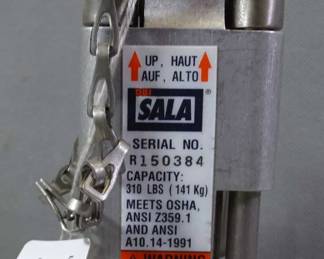 UP, HAUT
AUF, ALTO
DBI
SALA®
SERIAL NO.
R150384
CAPACITY:
310 LBS (141 Kg)
MEETS OSHA,
ANSI Z359.1
AND ANSI
A10.14-1991
WARNING